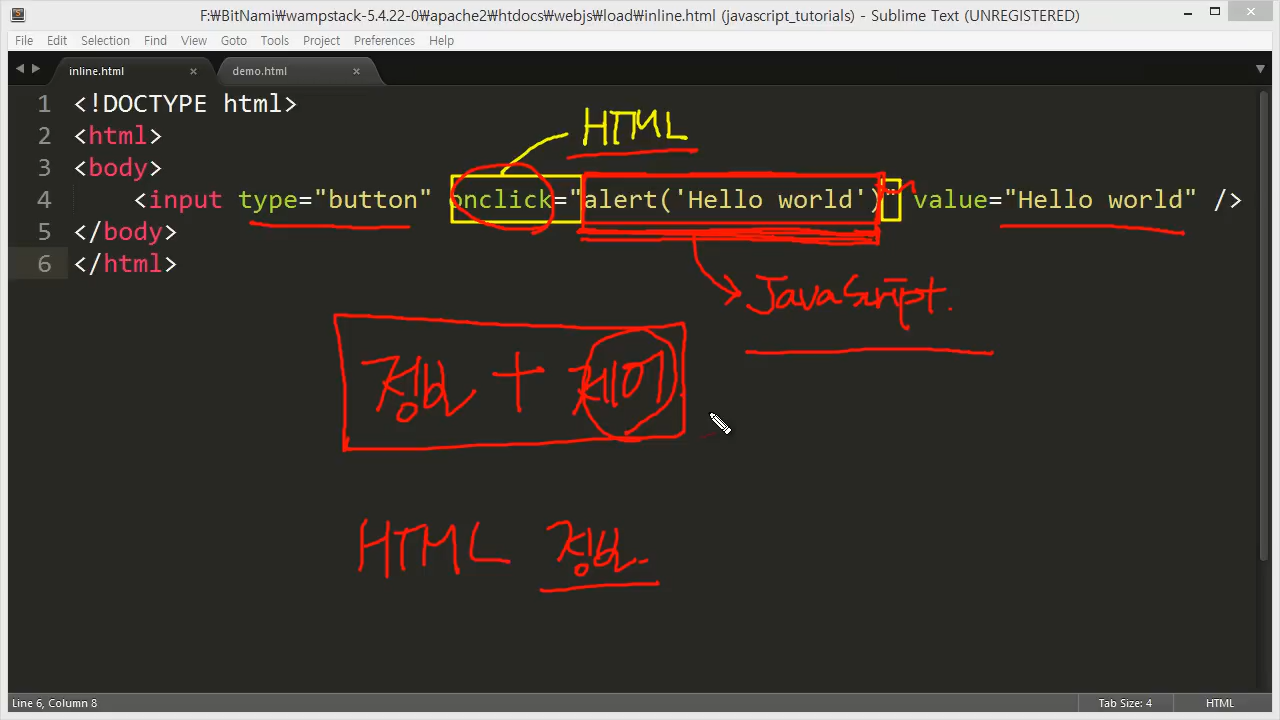 F:₩BitNami₩wampstack-5.4.22-0₩apache2₩htdocs₩webjs₩load₩inline.html (javascript_tutorials) - Sublime Text (UNREGISTERED)
File Edit Selection Find View Goto Tools Project Preferences Help
inline.html × demo.html ×
1 <!DOCTYPE html>
HTML
2 <html>
3 <body>
4 <input type="button" onclick="alert('Hello world')" value="Hello world" />
5 </body>
6 </html>
JavaScript.
정보 + 제어
HTML 정보
Line 6, Column 8 Tab Size: 4 HTML